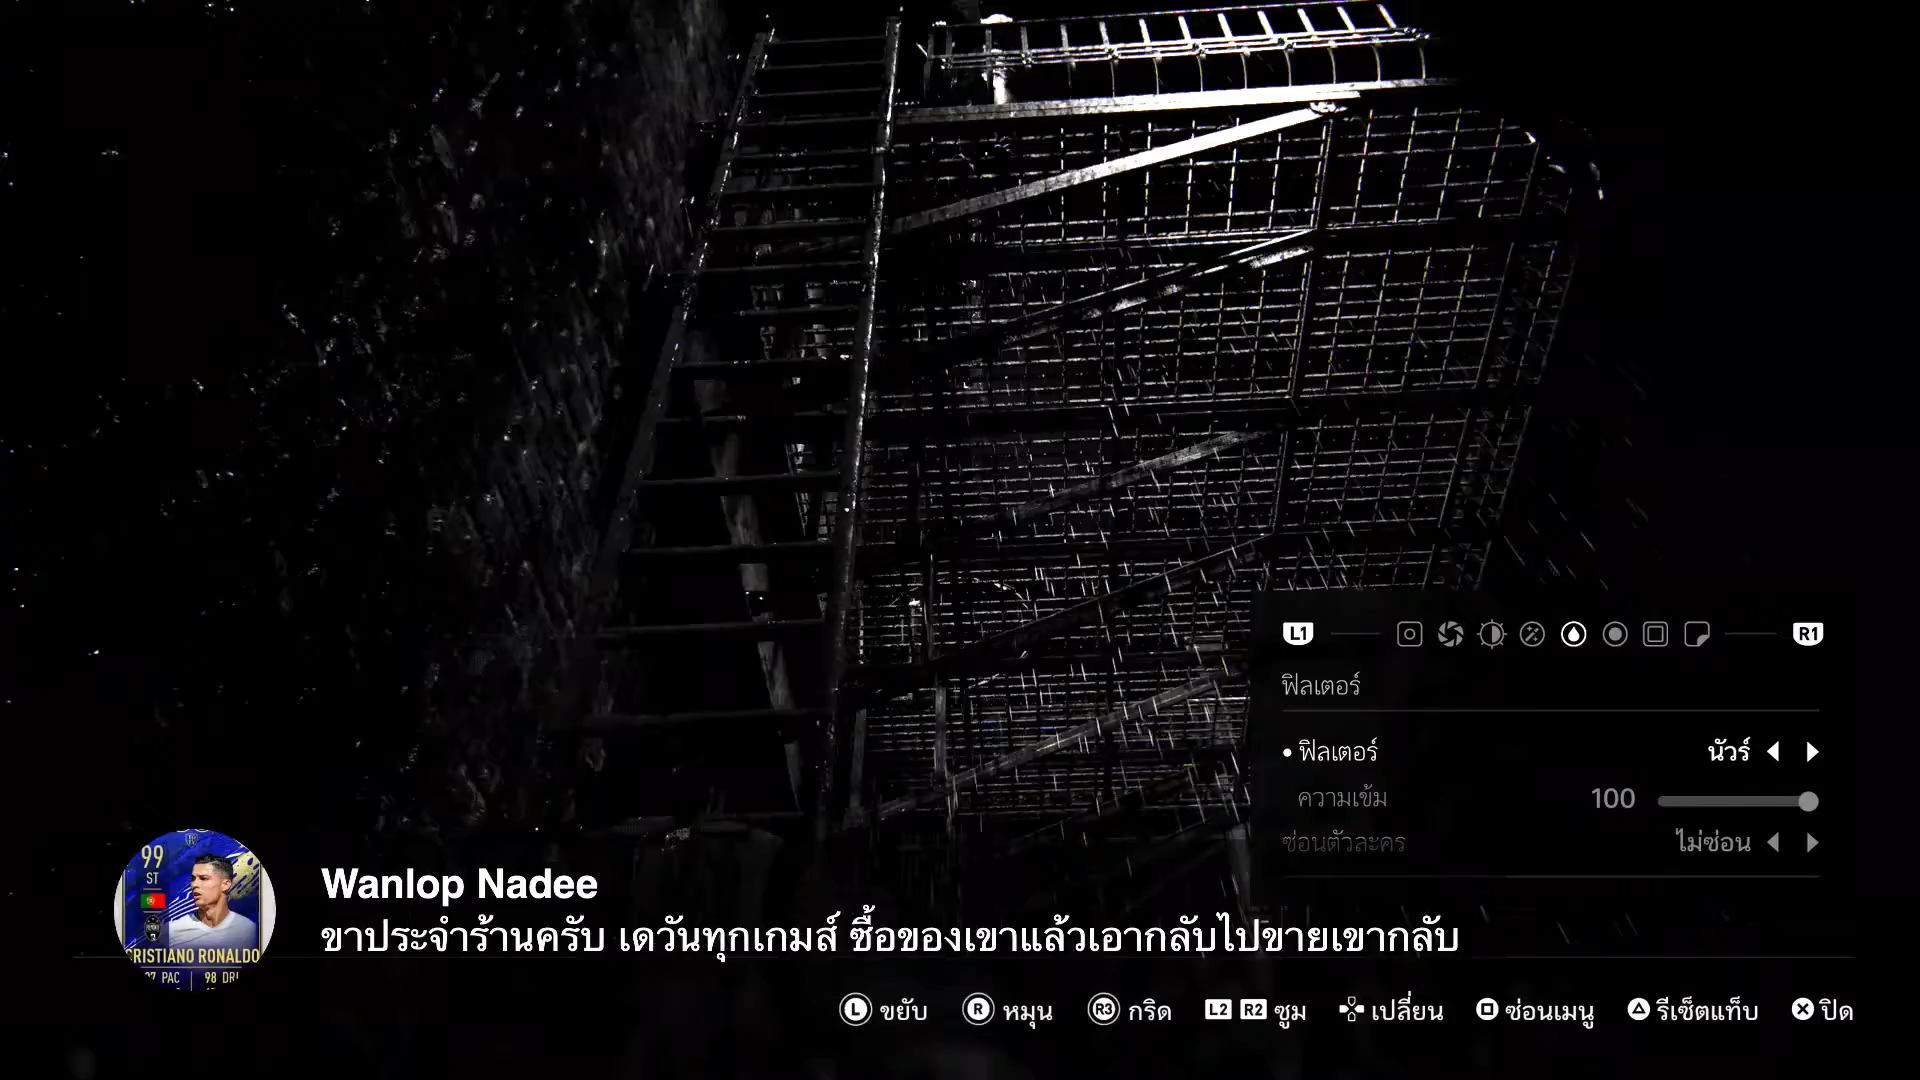 L1
R1
ฟิลเตอร์
ฟิลเตอร์ นัวร์
ความเข้ม 100
ซ่อนตัวละคร ไม่ซ่อน
99
ST
CRISTIANO RONALDO
97 PAC 98 DRI
Wanlop Nadee
ขาประจำร้านครับ เดวันทุกเกมส์ ซื้อของเขาแล้วเอากลับไปขายเขากลับ
L ขยับ R หมุน R3 กริด L2 R2 ซูม เปลี่ยน ซ่อนเมนู รีเซ็ตแท็บ ปิด